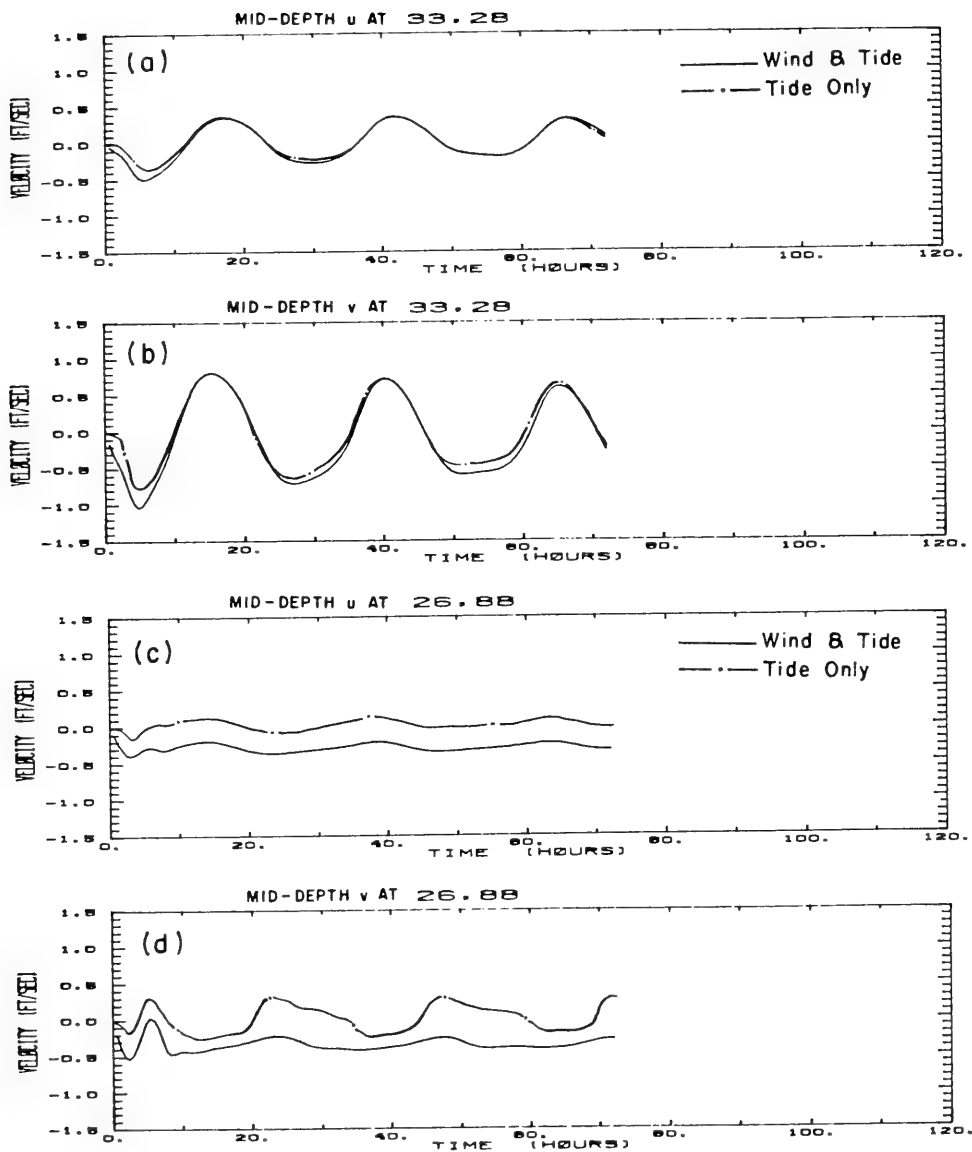 MID-DEPTH u AT 33.28
(a)
Wind & Tide
Tide Only
VELOCITY (FT/SEC)
1.5
1.0
0.5
0.0
-0.5
-1.0
-1.5
0. 20. 40. 60. 80. 100. 120.
TIME (HØURS)
MID-DEPTH v AT 33.28
(b)
VELOCITY (FT/SEC)
1.5
1.0
0.5
0.0
-0.5
-1.0
-1.5
0. 20. 40. 60. 80. 100. 120.
TIME (HØURS)
MID-DEPTH u AT 26.88
(c)
Wind & Tide
Tide Only
VELOCITY (FT/SEC)
1.5
1.0
0.5
0.0
-0.5
-1.0
-1.5
0. 20. 40. 60. 80. 100. 120.
TIME (HØURS)
MID-DEPTH v AT 26.88
(d)
VELOCITY (FT/SEC)
1.5
1.0
0.5
0.0
-0.5
-1.0
-1.5
0. 20. 40. 60. 80. 100. 120.
TIME (HØURS)